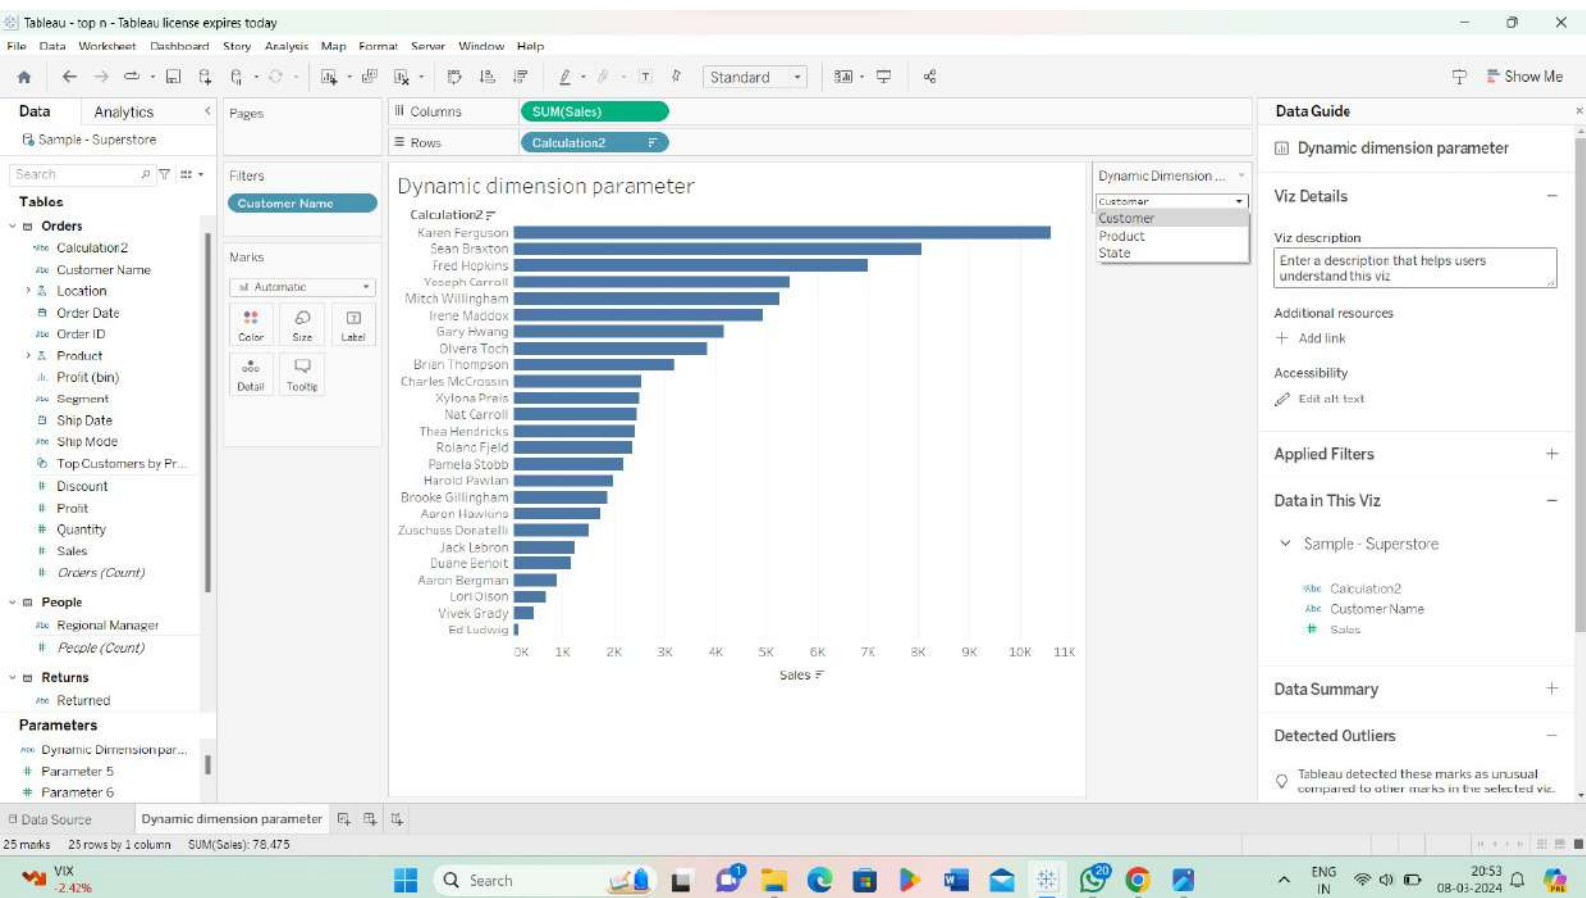 Tableau - top n - Tableau license expires today
File Data Worksheet Dashboard Story Analysis Map Format Server Window Help
Standard
Show Me
Data Analytics
Sample - Superstore
Search
Tables
Orders
Calculation2
Customer Name
Location
Order Date
Order ID
Product
Profit (bin)
Segment
Ship Date
Ship Mode
Top Customers by Pr...
Discount
Profit
Quantity
Sales
Orders (Count)
People
Regional Manager
People (Count)
Returns
Returned
Parameters
Dynamic Dimension par...
Parameter 5
Parameter 6
Pages
Filters
Customer Name
Marks
Automatic
Color Size Label
Detail Tooltip
Columns SUM(Sales)
Rows Calculation2
Dynamic dimension parameter
Calculation2
Karen Ferguson
Sean Braxton
Fred Hopkins
Yoseph Carroll
Mitch Willingham
Irene Maddox
Gary Hwang
Olvera Toch
Brian Thompson
Charles McCrossin
Xylona Preis
Nat Carroll
Thea Hendricks
Roland Fjeld
Pamela Stobb
Harold Pawlan
Brooke Gillingham
Aaron Hawkins
Zuschuss Donatelli
Jack Lebron
Duane Benoit
Aaron Bergman
Lori Olson
Vivek Grady
Ed Ludwig
0K 1K 2K 3K 4K 5K 6K 7K 8K 9K 10K 11K
Sales
Dynamic Dimension ...
Customer
Customer
Product
State
Data Guide
Dynamic dimension parameter
Viz Details
Viz description
Enter a description that helps users
understand this viz
Additional resources
Add link
Accessibility
Edit alt text
Applied Filters
Data in This Viz
Sample - Superstore
Calculation2
Customer Name
Sales
Data Summary
Detected Outliers
Tableau detected these marks as unusual
compared to other marks in the selected viz.
Data Source Dynamic dimension parameter
25 marks 25 rows by 1 column SUM(Sales): 78,475
VIX
-2.42%
Search
1
20
ENG
IN
20:53
08-03-2024
PRE